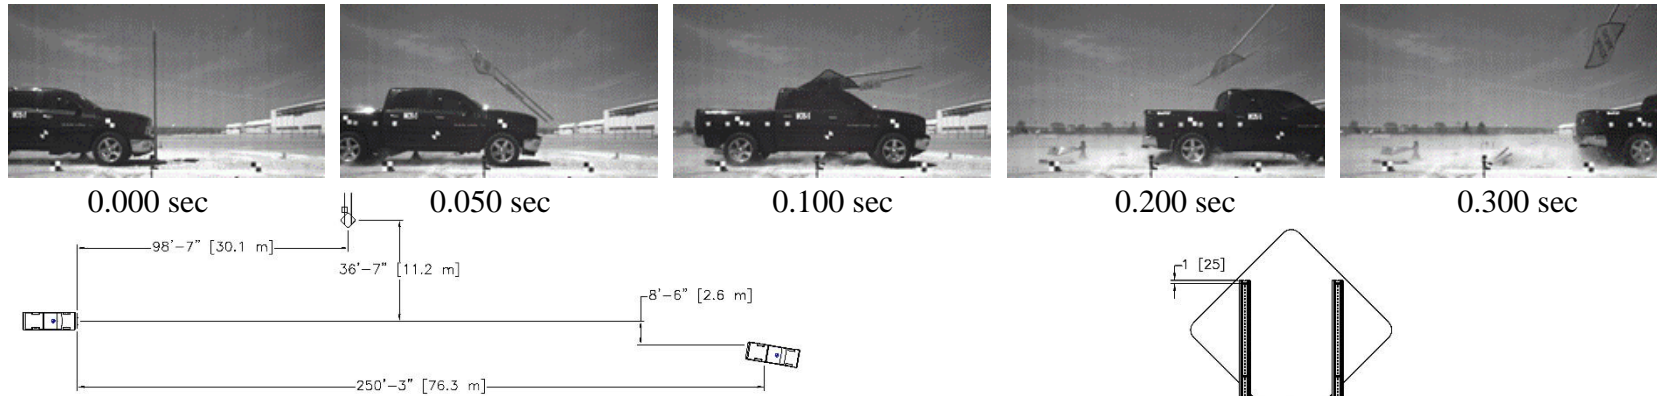 0.000 sec
0.050 sec
0.100 sec
0.200 sec
0.300 sec
98'-7" [30.1 m]
36'-7" [11.2 m]
8'-6" [2.6 m]
250'-3" [76.3 m]
1 [25]